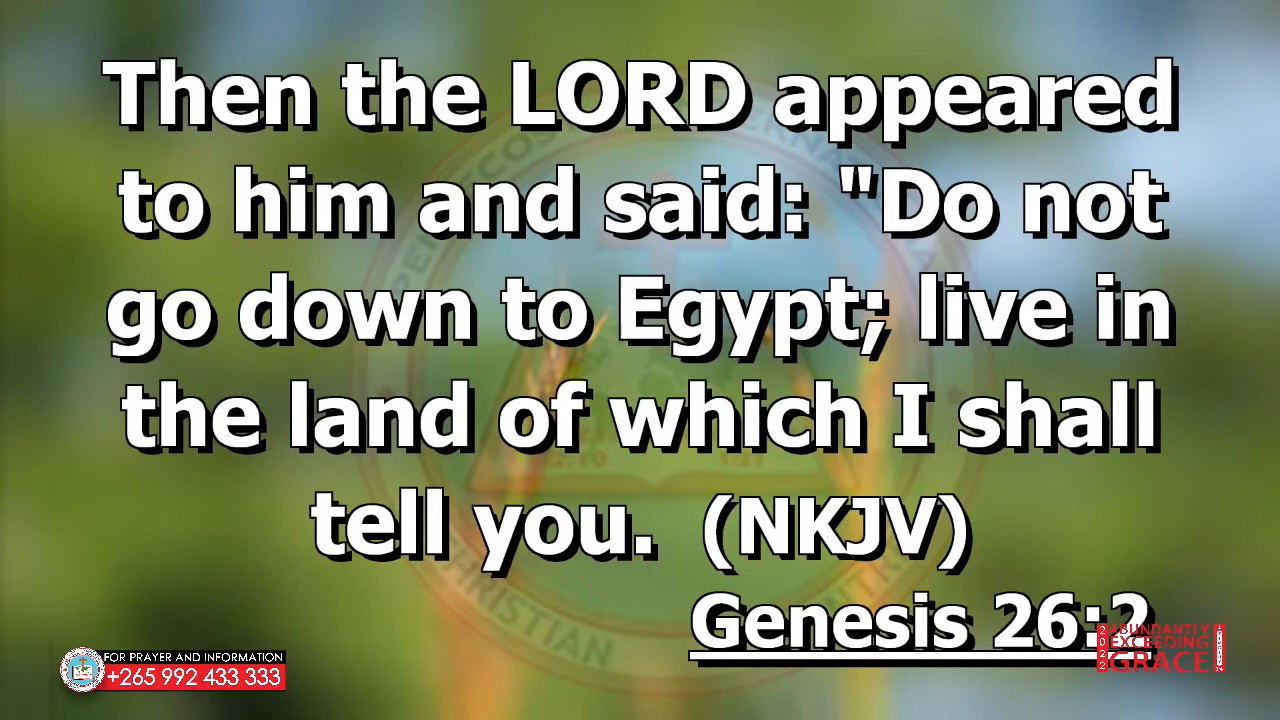 Then the LORD appeared
to him and said: "Do not
go down to Egypt; live in
the land of which I shall
tell you. (NKJV)
Genesis 26:2
FOR PRAYER AND INFORMATION
+265 992 433 333
2022
ABUNDANTLY
EXCEEDING
GRACE
CHRISTIAN